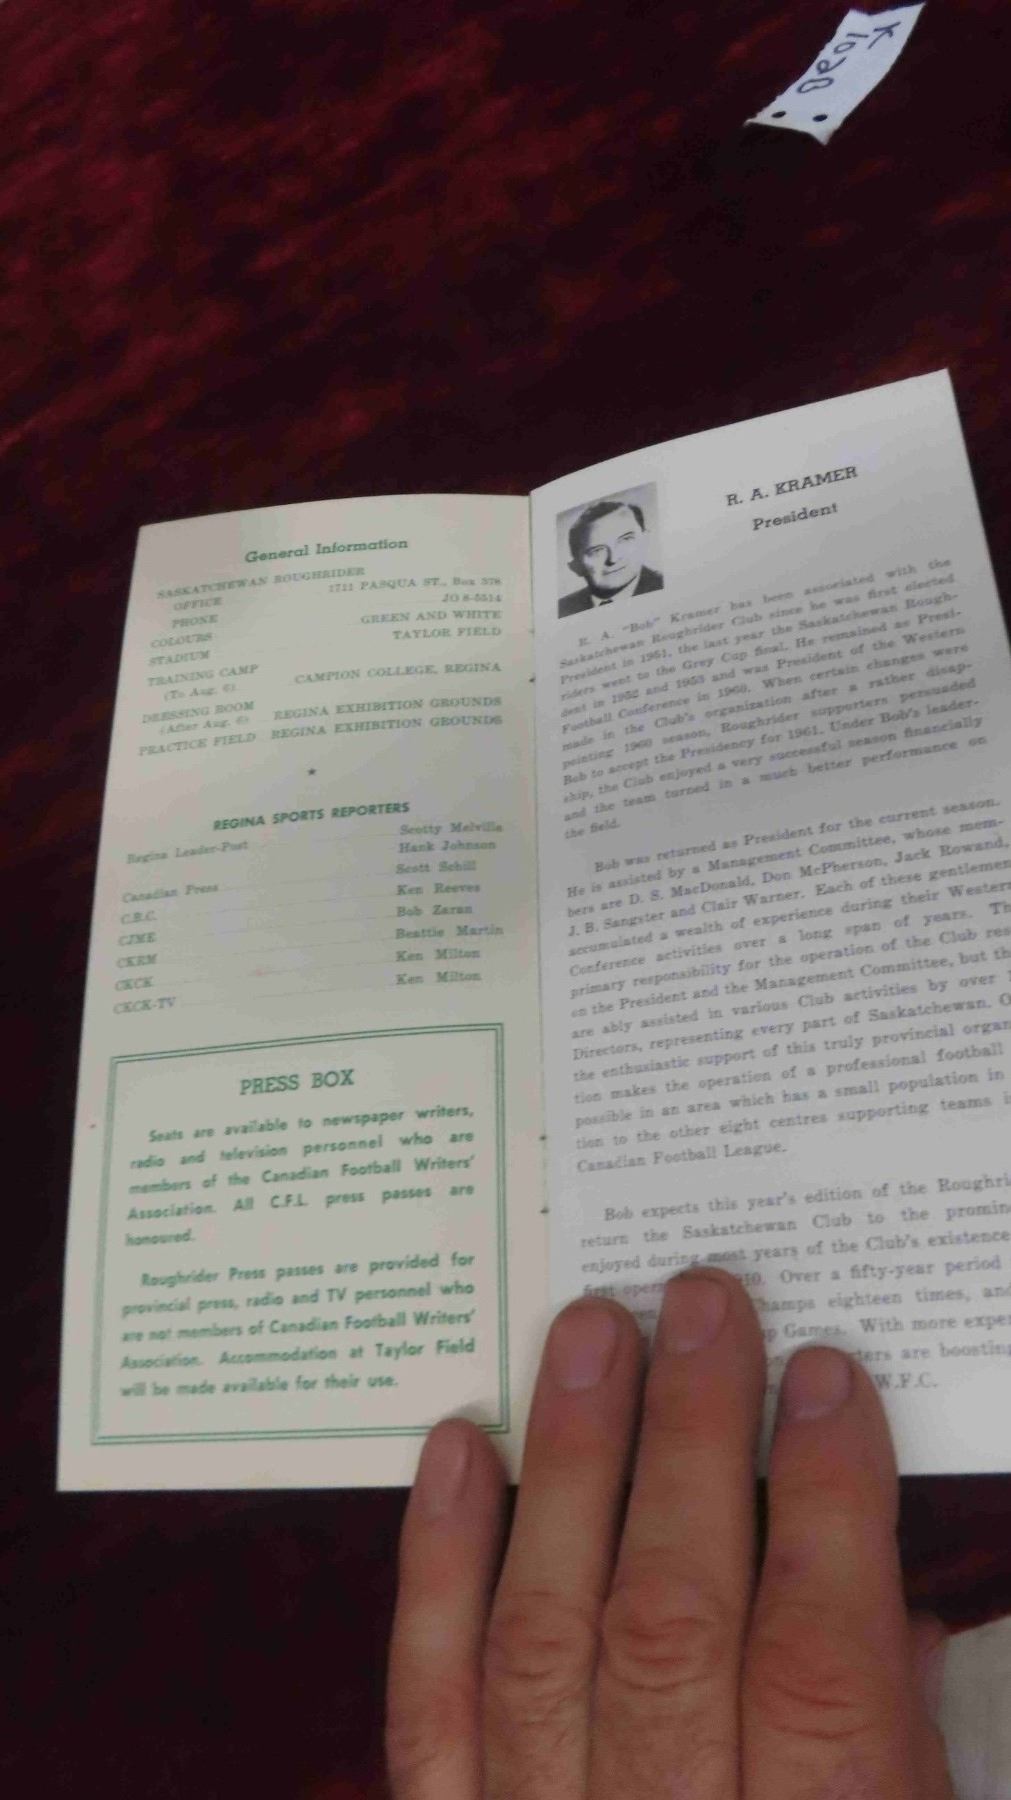 K
1020
General Information
SASKATCHEWAN ROUGHRIDER
OFFICE 1711 PASQUA ST., Box 376
PHONE JO 8-5514
COLOURS GREEN AND WHITE
STADIUM TAYLOR FIELD
TRAINING CAMP CAMPION COLLEGE, REGINA
(To Aug. 6)
DRESSING ROOM REGINA EXHIBITION GROUNDS
(After Aug. 6)
PRACTICE FIELD REGINA EXHIBITION GROUNDS
REGINA SPORTS REPORTERS
Regina Leader-Post Scotty Melville
Hank Johnson
Scott Schill
Canadian Press Ken Reeves
C.B.C. Bob Zaran
CJME Beattie Martin
CKRM Ken Milton
CKCK Ken Milton
CKCK-TV
PRESS BOX
Seats are available to newspaper writers,
radio and television personnel who are
members of the Canadian Football Writers'
Association. All C.F.L. press passes are
honoured.
Roughrider Press passes are provided for
provincial press, radio and TV personnel who
are not members of Canadian Football Writers'
Association. Accommodation at Taylor Field
will be made available for their use.
R. A. KRAMER
President
R. A. "Bob" Kramer has been associated with the
Saskatchewan Roughrider Club since he was first elected
President in 1951, the last year the Saskatchewan Rough-
riders went to the Grey Cup final. He remained as Presi-
dent in 1952 and 1953 and was President of the Western
Football Conference in 1960. When certain changes were
made in the Club's organization after a rather disap-
pointing 1960 season, Roughrider supporters persuaded
Bob to accept the Presidency for 1961. Under Bob's leader-
ship, the Club enjoyed a very successful season financially
and the team turned in a much better performance on
the field.
Bob was returned as President for the current season.
He is assisted by a Management Committee, whose mem-
bers are D. S. MacDonald, Don McPherson, Jack Rowand,
J. B. Sangster and Clair Warner. Each of these gentlemen
accumulated a wealth of experience during their Western
Conference activities over a long span of years. Th
primary responsibility for the operation of the Club res
on the President and the Management Committee, but th
are ably assisted in various Club activities by over
Directors, representing every part of Saskatchewan. O
the enthusiastic support of this truly provincial organ
tion makes the operation of a professional football
possible in an area which has a small population in
tion to the other eight centres supporting teams i
Canadian Football League.
Bob expects this year's edition of the Roughri
return the Saskatchewan Club to the promin
enjoyed during most years of the Club's existence
first oper 10. Over a fifty-year period
Champs eighteen times, and
p Games. With more exper
ters are boosting
W.F.C.